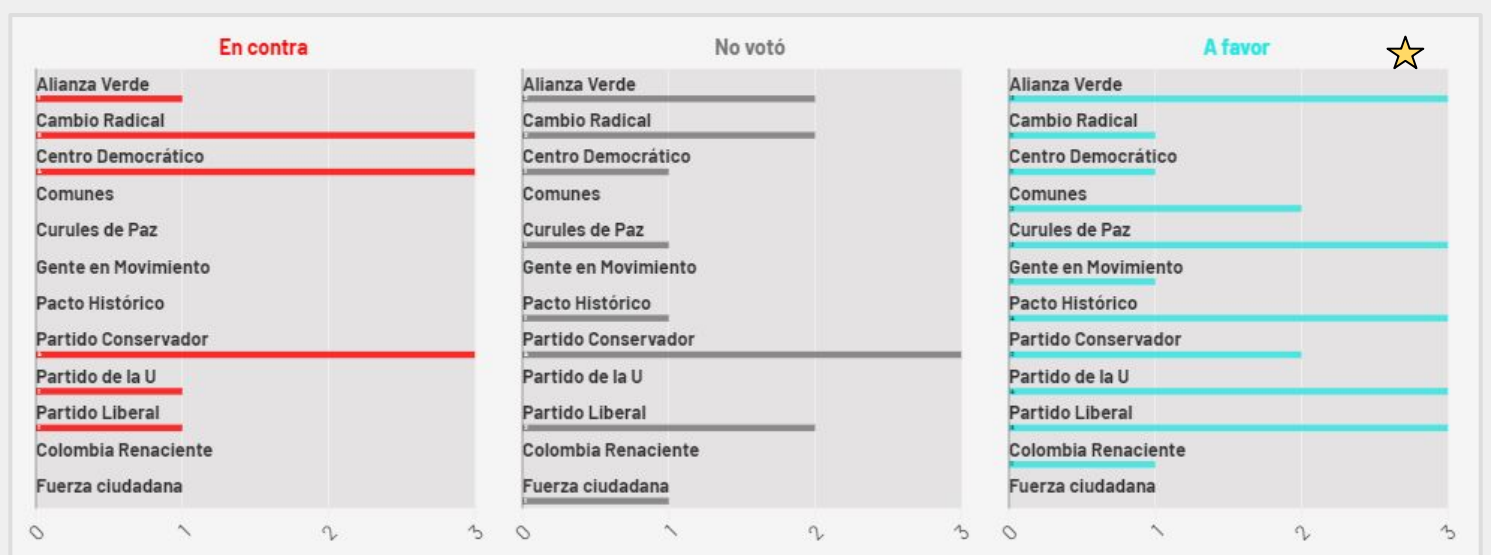 En contra
Alianza Verde
Cambio Radical
Centro Democrático
Comunes
Curules de Paz
Gente en Movimiento
Pacto Histórico
Partido Conservador
Partido de la U
Partido Liberal
Colombia Renaciente
Fuerza ciudadana
0 1 2 3
No votó
Alianza Verde
Cambio Radical
Centro Democrático
Comunes
Curules de Paz
Gente en Movimiento
Pacto Histórico
Partido Conservador
Partido de la U
Partido Liberal
Colombia Renaciente
Fuerza ciudadana
0 1 2 3
A favor
Alianza Verde
Cambio Radical
Centro Democrático
Comunes
Curules de Paz
Gente en Movimiento
Pacto Histórico
Partido Conservador
Partido de la U
Partido Liberal
Colombia Renaciente
Fuerza ciudadana
0 1 2 3